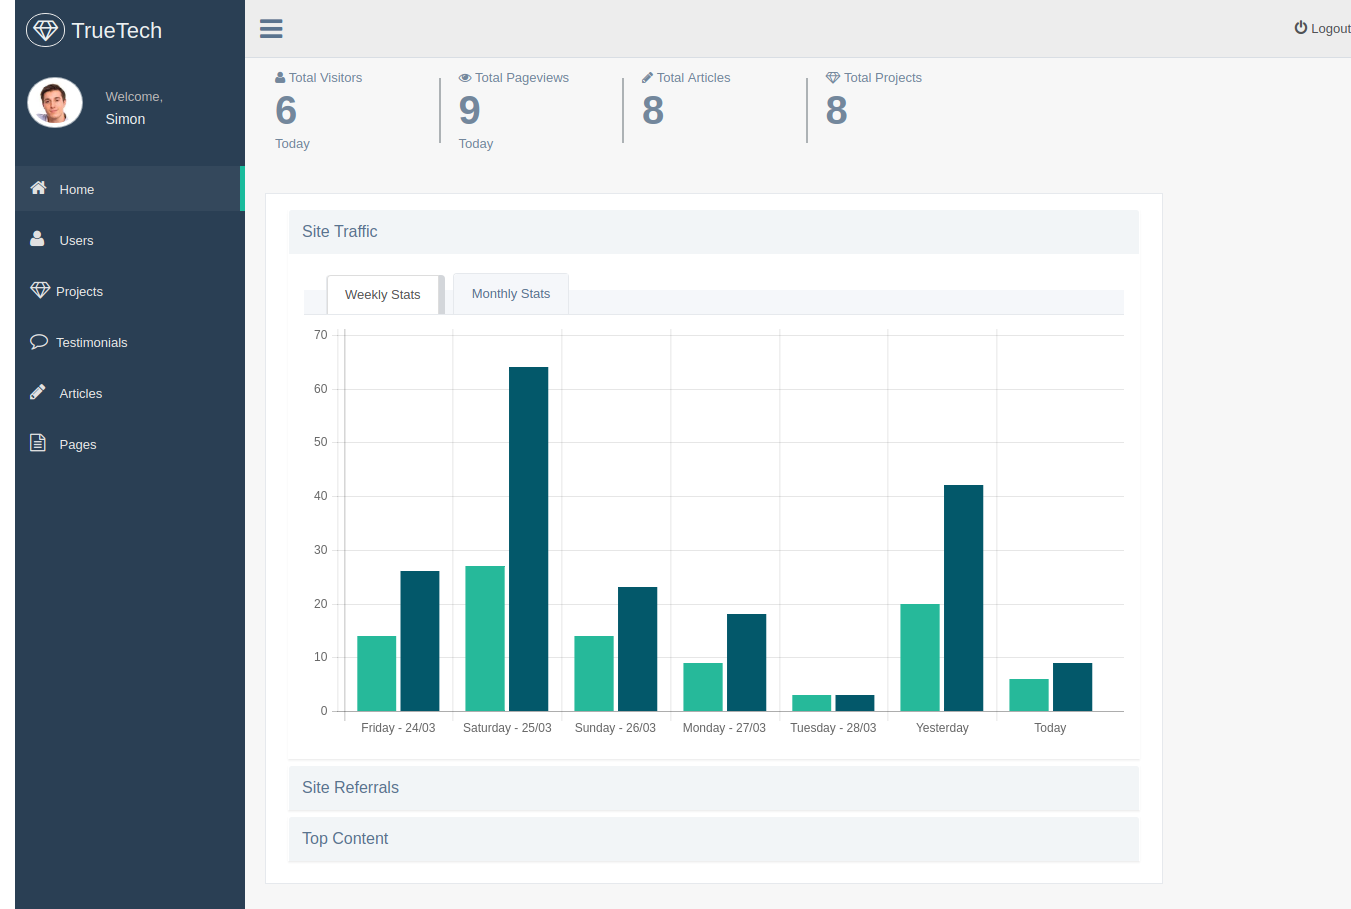 TrueTech
Logout
Welcome,
Simon
Home
Users
Projects
Testimonials
Articles
Pages
Total Visitors
6
Today
Total Pageviews
9
Today
Total Articles
8
Total Projects
8
Site Traffic
Weekly Stats Monthly Stats
70
60
50
40
30
20
10
0
Friday - 24/03 Saturday - 25/03 Sunday - 26/03 Monday - 27/03 Tuesday - 28/03 Yesterday Today
Site Referrals
Top Content